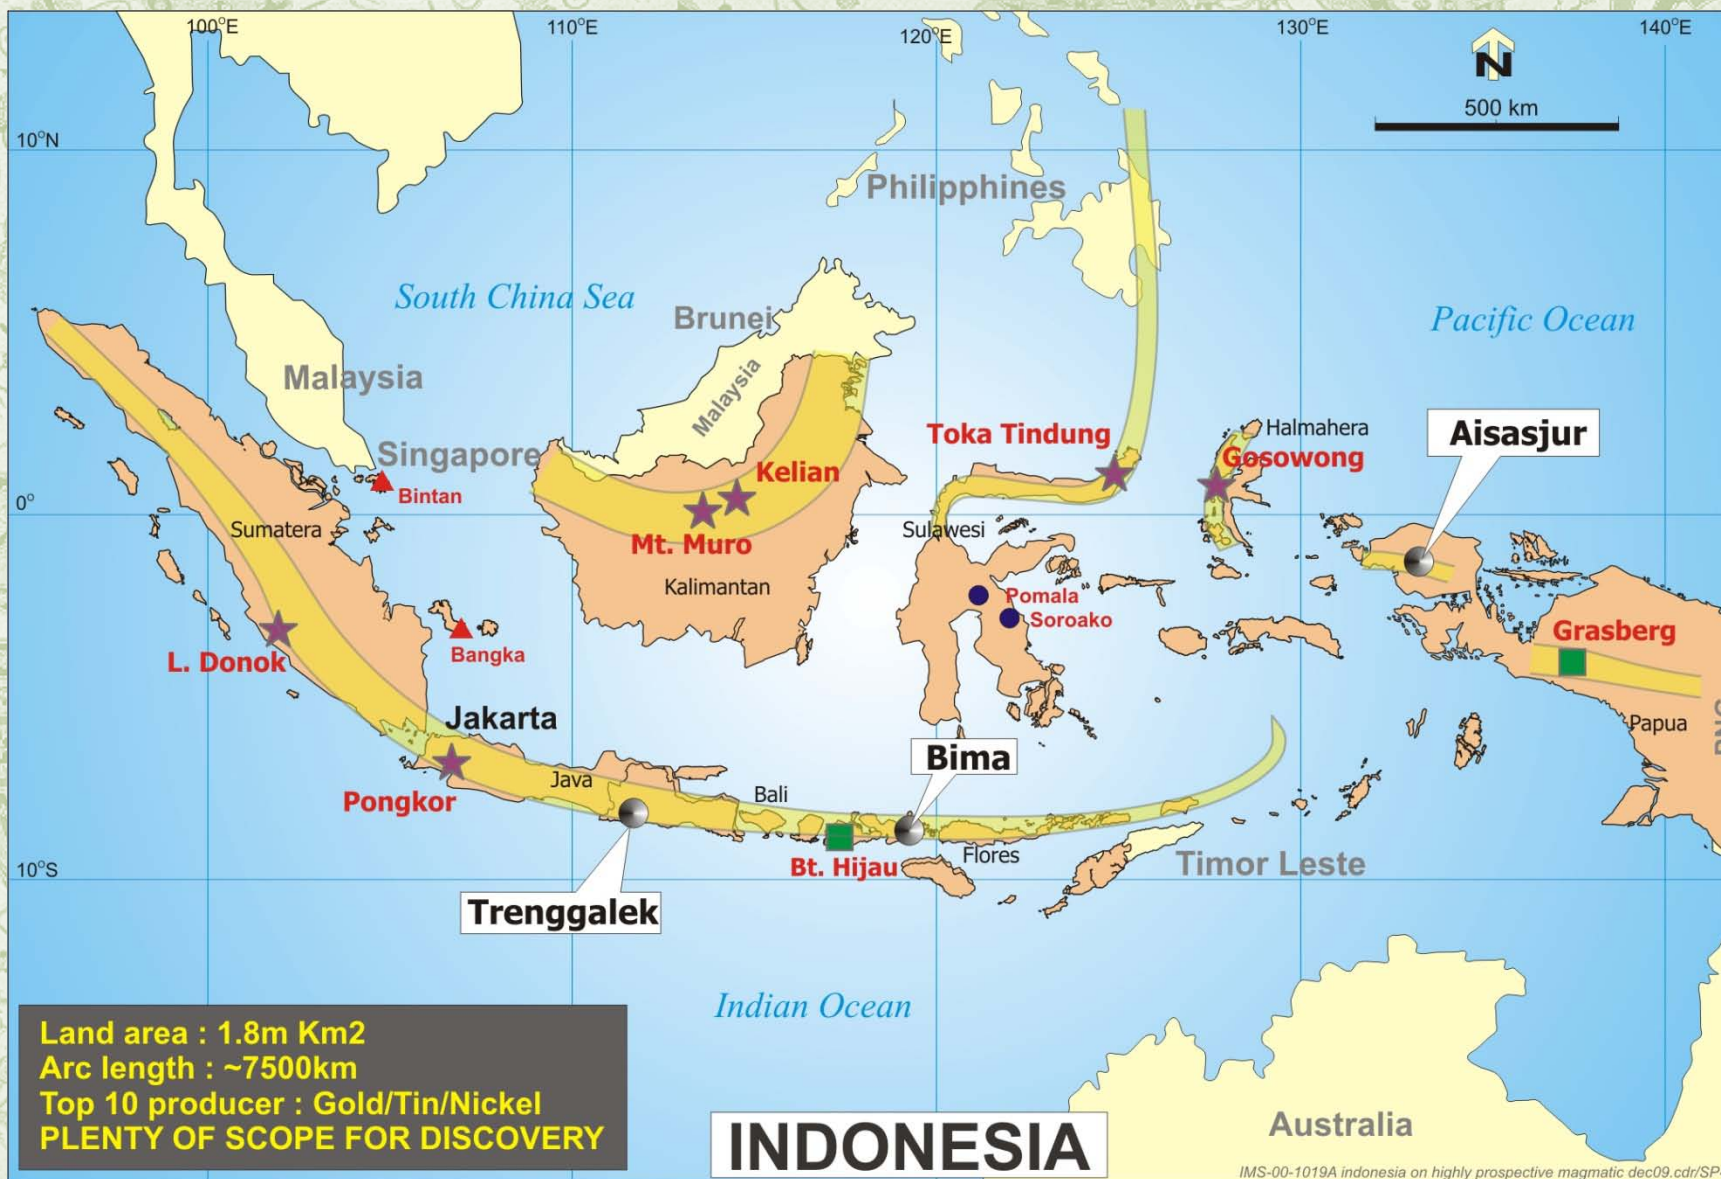 100°E
110°E
120°E
130°E
140°E
N
500 km
10°N
Philipphines
South China Sea
Brunei
Pacific Ocean
Malaysia
Malaysia
Halmahera
Toka Tindung
Aisasjur
Singapore
Gosowong
Kelian
Bintan
0°
Sumatera
Sulawesi
Mt. Muro
Kalimantan
Pomala
Soroako
Grasberg
L. Donok
Bangka
Jakarta
Papua
PNG
Bima
Java
Bali
Pongkor
Flores
Bt. Hijau
Timor Leste
10°S
Trenggalek
Indian Ocean
Land area : 1.8m Km2
Arc length : ~7500km
Top 10 producer : Gold/Tin/Nickel
PLENTY OF SCOPE FOR DISCOVERY
INDONESIA
Australia
IMS-00-1019A indonesia on highly prospective magmatic dec09.cdr/SP